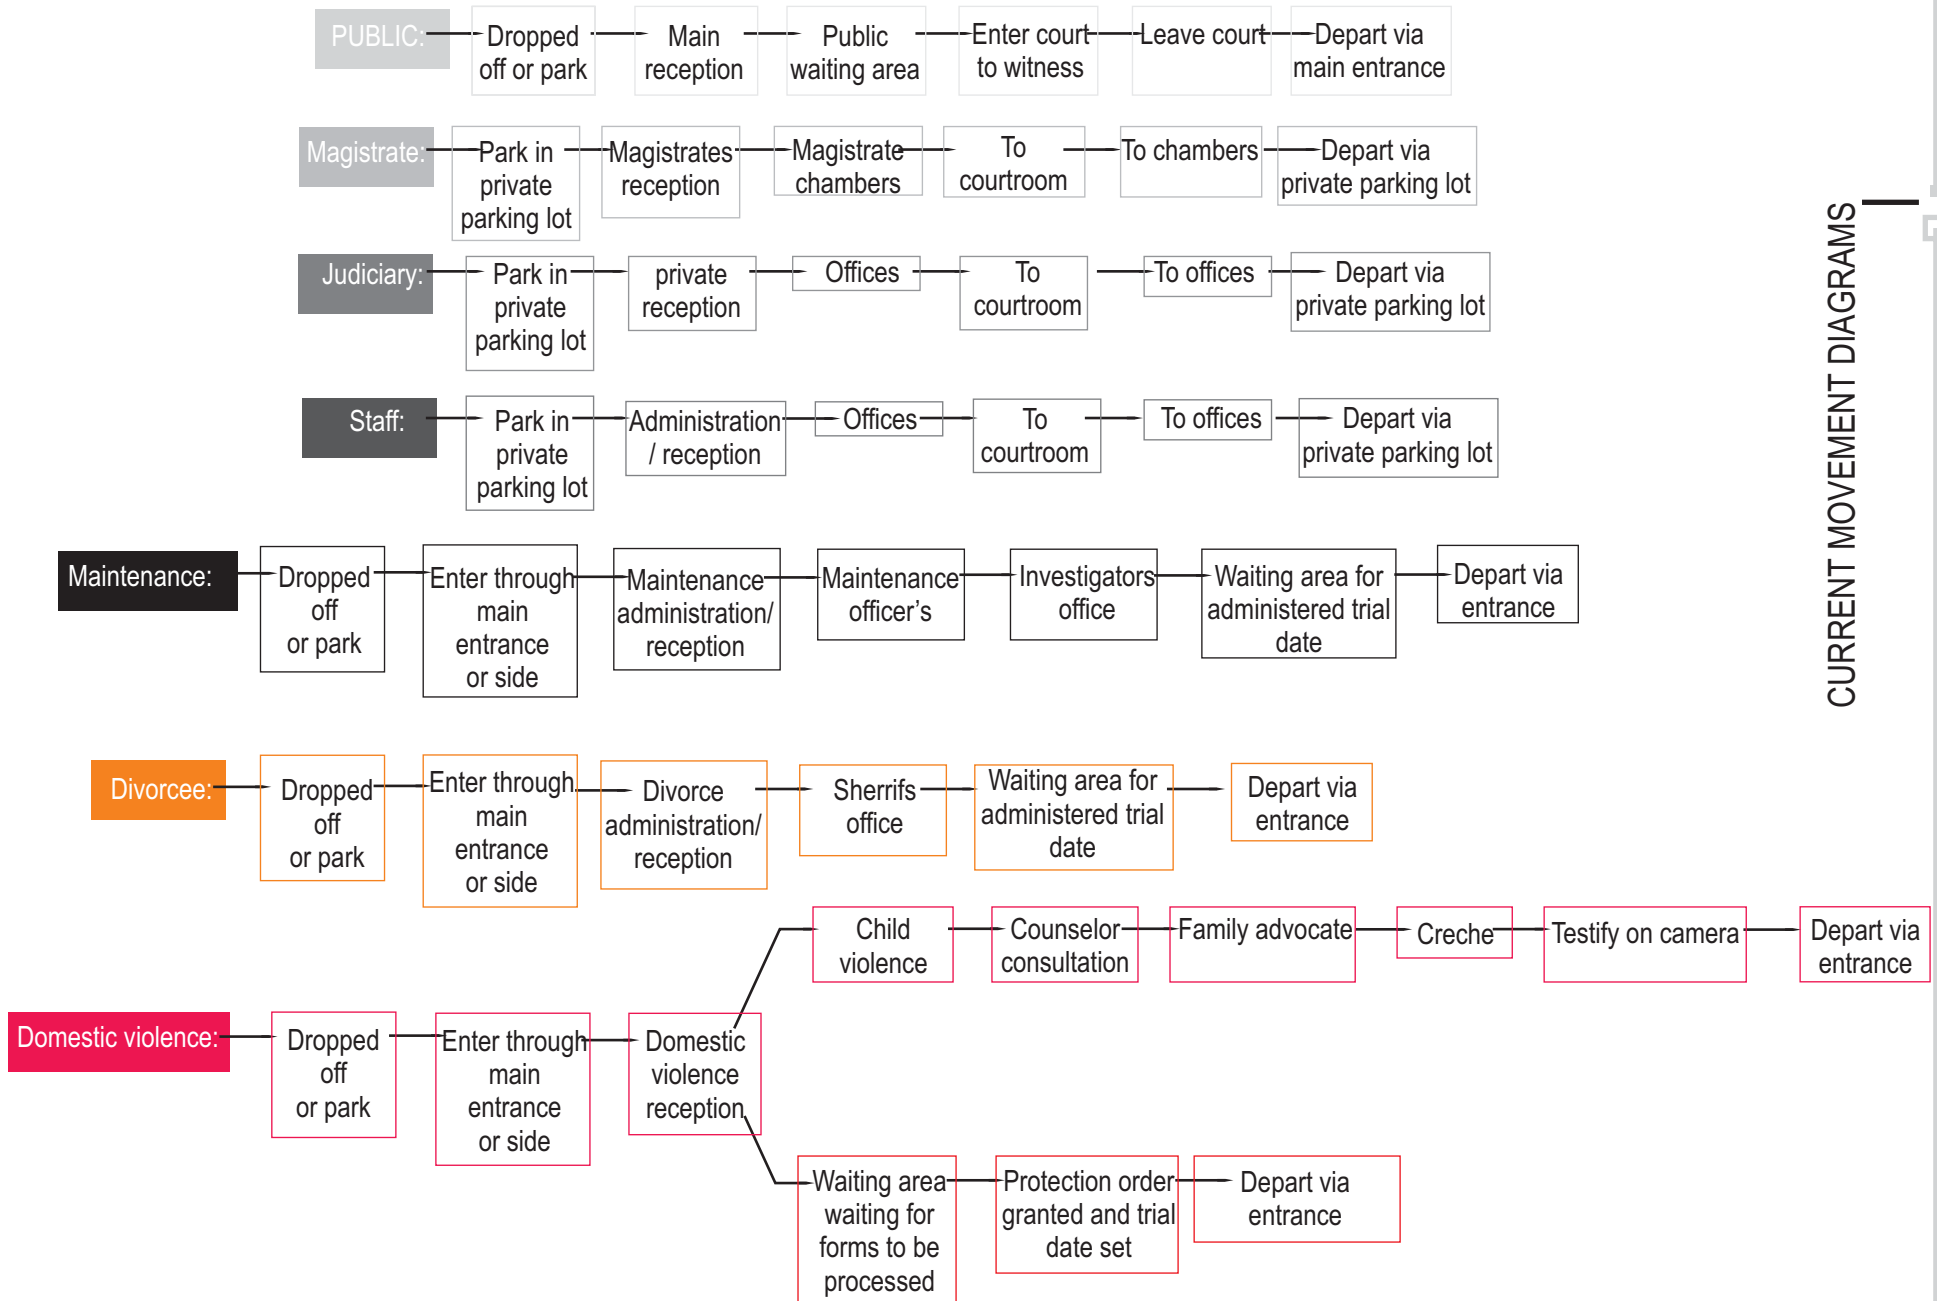 PUBLIC:
Dropped
off or park
Main
reception
Public
waiting area
Enter court
to witness
Leave court
Depart via
main entrance
Magistrate:
Park in
private
parking lot
Magistrates
reception
Magistrate
chambers
To
courtroom
To chambers
Depart via
private parking lot
Judiciary:
Park in
private
parking lot
private
reception
Offices
To
courtroom
To offices
Depart via
private parking lot
Staff:
Park in
private
parking lot
Administration
/ reception
Offices
To
courtroom
To offices
Depart via
private parking lot
Maintenance:
Dropped
off
or park
Enter through
main
entrance
or side
Maintenance
administration/
reception
Maintenance
officer's
Investigators
office
Waiting area for
administered trial
date
Depart via
entrance
Divorcee:
Dropped
off
or park
Enter through
main
entrance
or side
Divorce
administration/
reception
Sherrifs
office
Waiting area for
administered trial
date
Depart via
entrance
Domestic violence:
Dropped
off
or park
Enter through
main
entrance
or side
Domestic
violence
reception
Child
violence
Counselor
consultation
Family advocate
Creche
Testify on camera
Depart via
entrance
Waiting area
waiting for
forms to be
processed
Protection order
granted and trial
date set
Depart via
entrance
CURRENT MOVEMENT DIAGRAMS